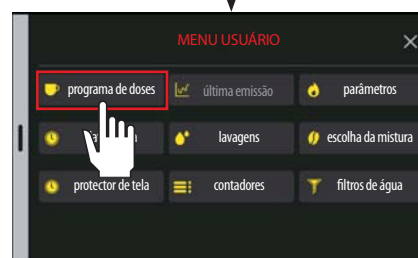 MENU USUÁRIO
programa de doses
última emissão
parâmetros
lavagens
escolha da mistura
protector de tela
contadores
filtros de água